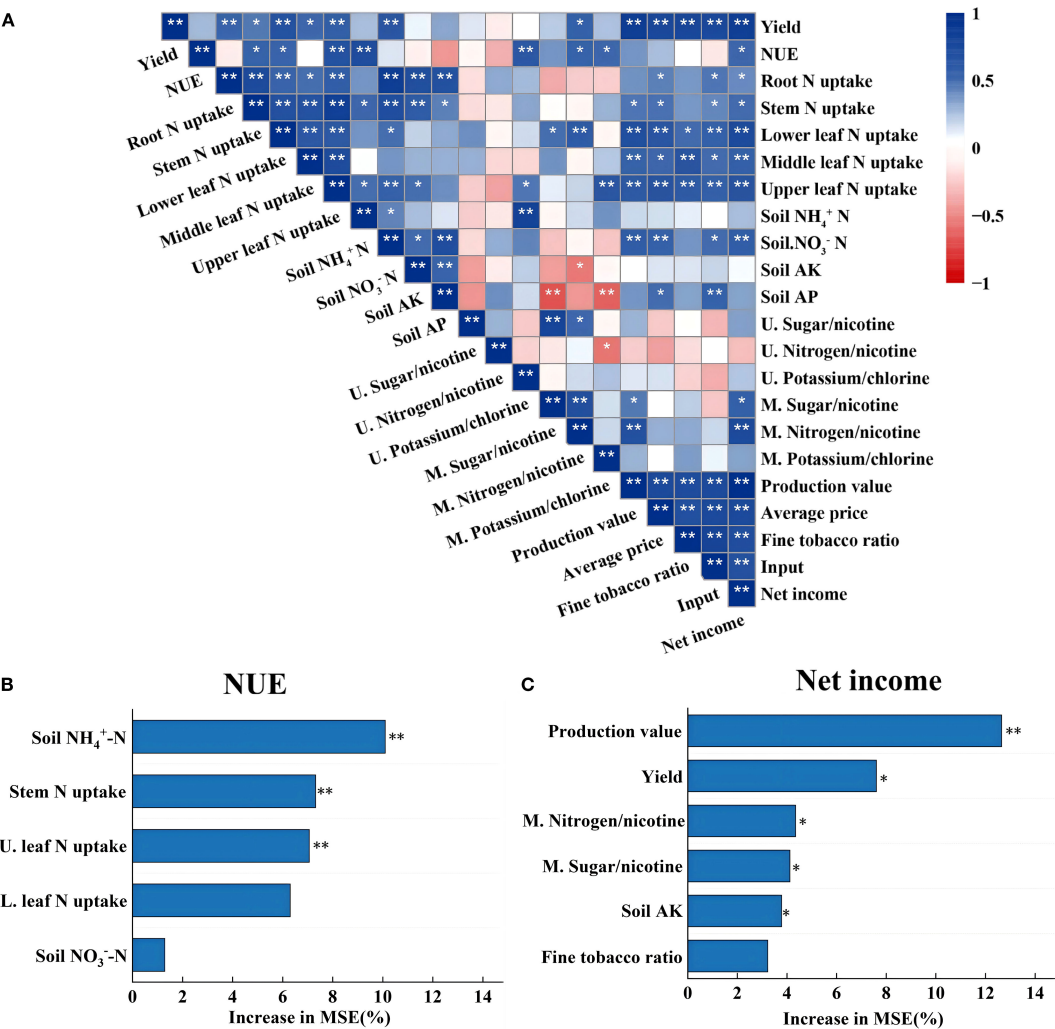 A
** ** * ** * ** ** * ** ** ** ** ** Yield
** * * ** ** ** * * * NUE
** ** ** * ** ** ** ** * * * Root N uptake
** ** ** ** * ** ** * * * * * Stem N uptake
** ** ** * * ** ** ** * ** ** Lower leaf N uptake
** ** ** * ** * * Middle leaf N uptake
** * ** * * ** ** ** ** ** ** Upper leaf N uptake
** * ** Soil NH₄⁺ N
** * ** ** ** * ** Soil.NO₃⁻ N
** ** * Soil AK
** ** ** * ** Soil AP
** ** * U. Sugar/nicotine
** * U. Nitrogen/nicotine
** U. Potassium/chlorine
** ** * * M. Sugar/nicotine
** ** ** M. Nitrogen/nicotine
** M. Potassium/chlorine
** ** ** ** ** Production value
** ** ** ** Average price
** ** ** Fine tobacco ratio
** ** Input
** Net income
Yield
NUE
Root N uptake
Stem N uptake
Lower leaf N uptake
Middle leaf N uptake
Upper leaf N uptake
Soil NH₄⁺ N
Soil NO₃⁻ N
Soil AK
Soil AP
U. Sugar/nicotine
U. Nitrogen/nicotine
U. Potassium/chlorine
M. Sugar/nicotine
M. Nitrogen/nicotine
M. Potassium/chlorine
Production value
Average price
Fine tobacco ratio
Input
Net income
1
0.5
0
−0.5
−1
B
NUE
Soil NH₄⁺-N **
Stem N uptake **
U. leaf N uptake **
L. leaf N uptake
Soil NO₃⁻-N
0 2 4 6 8 10 12 14
Increase in MSE(%)
C
Net income
Production value **
Yield *
M. Nitrogen/nicotine *
M. Sugar/nicotine *
Soil AK *
Fine tobacco ratio
0 2 4 6 8 10 12 14
Increase in MSE(%)